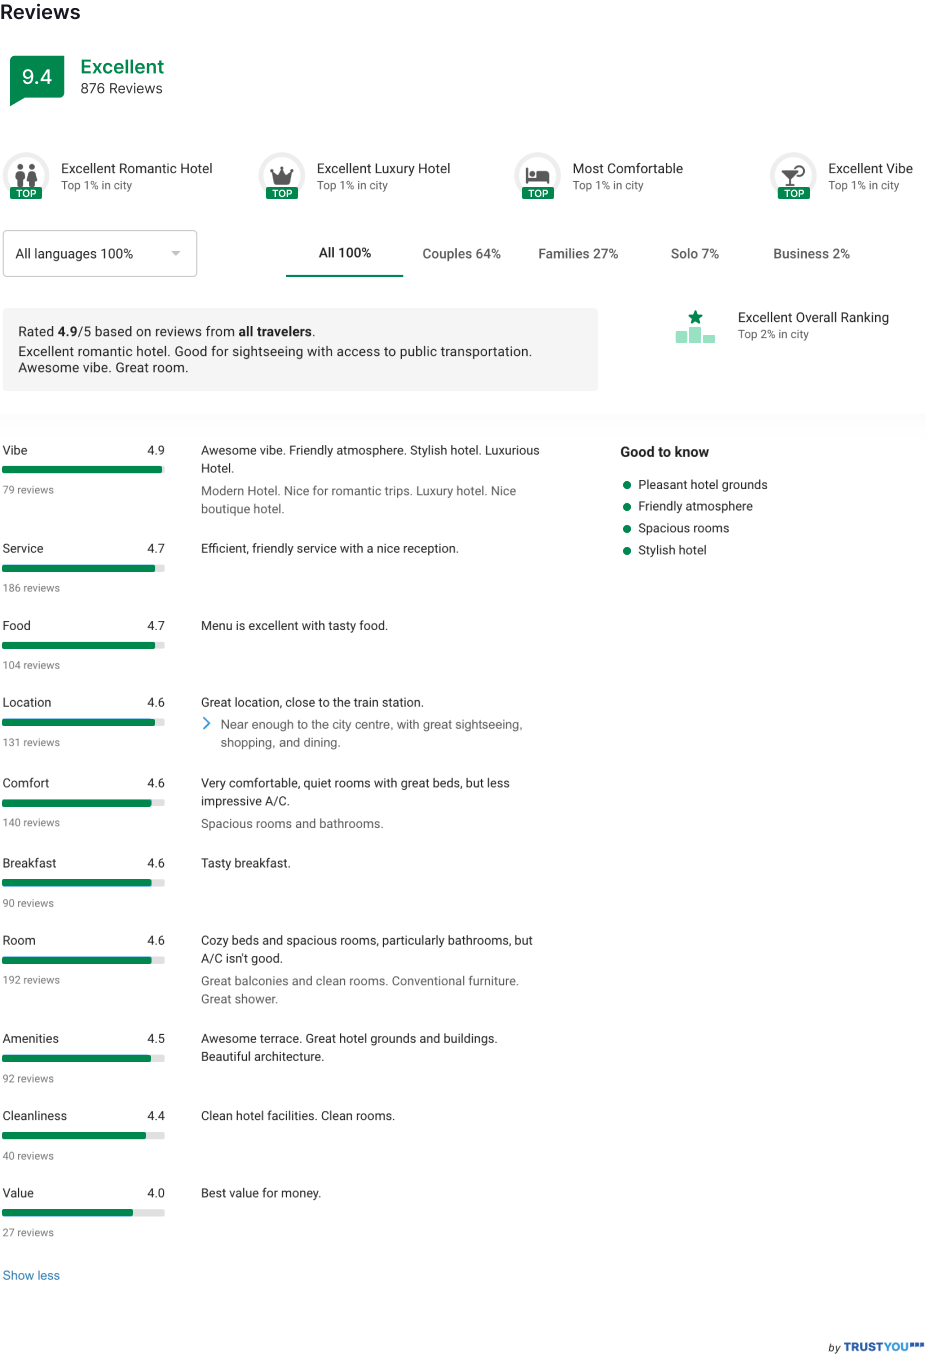 Reviews
9.4
Excellent
876 Reviews
TOP
Excellent Romantic Hotel
Top 1% in city
TOP
Excellent Luxury Hotel
Top 1% in city
TOP
Most Comfortable
Top 1% in city
TOP
Excellent Vibe
Top 1% in city
All languages 100%
All 100%
Couples 64%
Families 27%
Solo 7%
Business 2%
Rated 4.9/5 based on reviews from all travelers.
Excellent romantic hotel. Good for sightseeing with access to public transportation.
Awesome vibe. Great room.
Excellent Overall Ranking
Top 2% in city
Vibe 4.9
79 reviews
Awesome vibe. Friendly atmosphere. Stylish hotel. Luxurious
Hotel.
Modern Hotel. Nice for romantic trips. Luxury hotel. Nice
boutique hotel.
Service 4.7
186 reviews
Efficient, friendly service with a nice reception.
Food 4.7
104 reviews
Menu is excellent with tasty food.
Location 4.6
131 reviews
Great location, close to the train station.
Near enough to the city centre, with great sightseeing,
shopping, and dining.
Comfort 4.6
140 reviews
Very comfortable, quiet rooms with great beds, but less
impressive A/C.
Spacious rooms and bathrooms.
Breakfast 4.6
90 reviews
Tasty breakfast.
Room 4.6
192 reviews
Cozy beds and spacious rooms, particularly bathrooms, but
A/C isn't good.
Great balconies and clean rooms. Conventional furniture.
Great shower.
Amenities 4.5
92 reviews
Awesome terrace. Great hotel grounds and buildings.
Beautiful architecture.
Cleanliness 4.4
40 reviews
Clean hotel facilities. Clean rooms.
Value 4.0
27 reviews
Best value for money.
Show less
Good to know
Pleasant hotel grounds
Friendly atmosphere
Spacious rooms
Stylish hotel
by TRUSTYOU